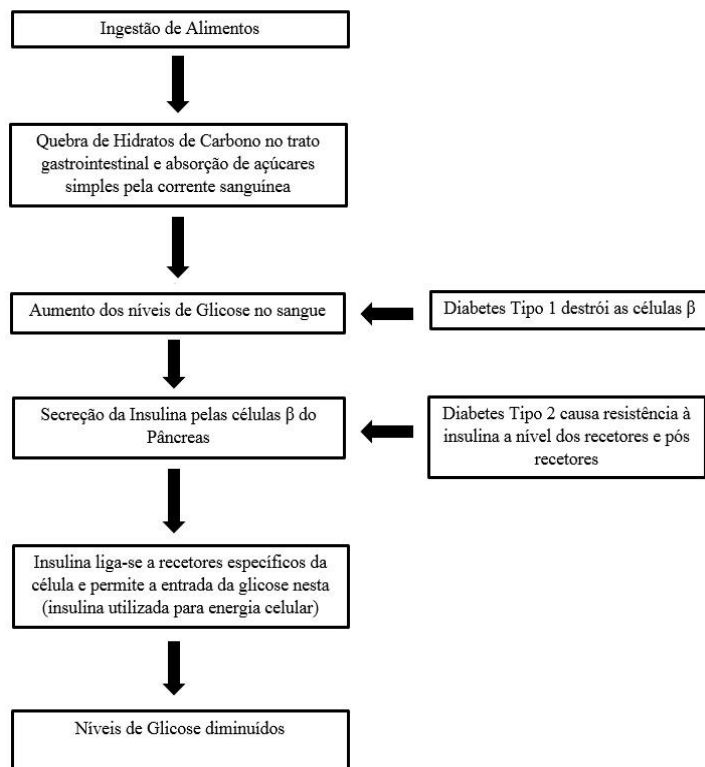 Ingestão de Alimentos
Quebra de Hidratos de Carbono no trato
gastrointestinal e absorção de açúcares
simples pela corrente sanguínea
Aumento dos níveis de Glicose no sangue
Diabetes Tipo 1 destrói as células β
Secreção da Insulina pelas células β do
Pâncreas
Diabetes Tipo 2 causa resistência à
insulina a nível dos recetores e pós
recetores
Insulina liga-se a recetores específicos da
célula e permite a entrada da glicose nesta
(insulina utilizada para energia celular)
Níveis de Glicose diminuídos